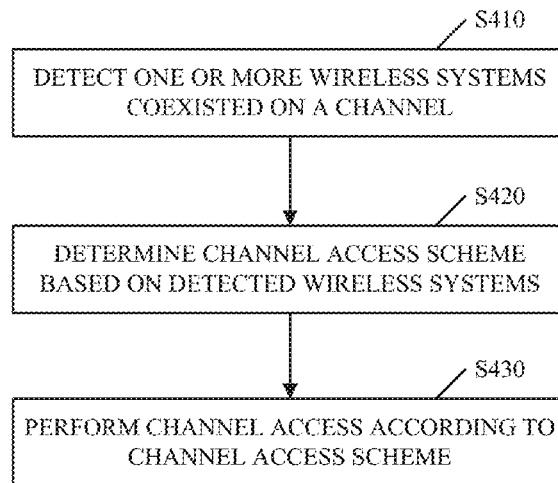 S410
DETECT ONE OR MORE WIRELESS SYSTEMS
COEXISTED ON A CHANNEL
S420
DETERMINE CHANNEL ACCESS SCHEME
BASED ON DETECTED WIRELESS SYSTEMS
S430
PERFORM CHANNEL ACCESS ACCORDING TO
CHANNEL ACCESS SCHEME